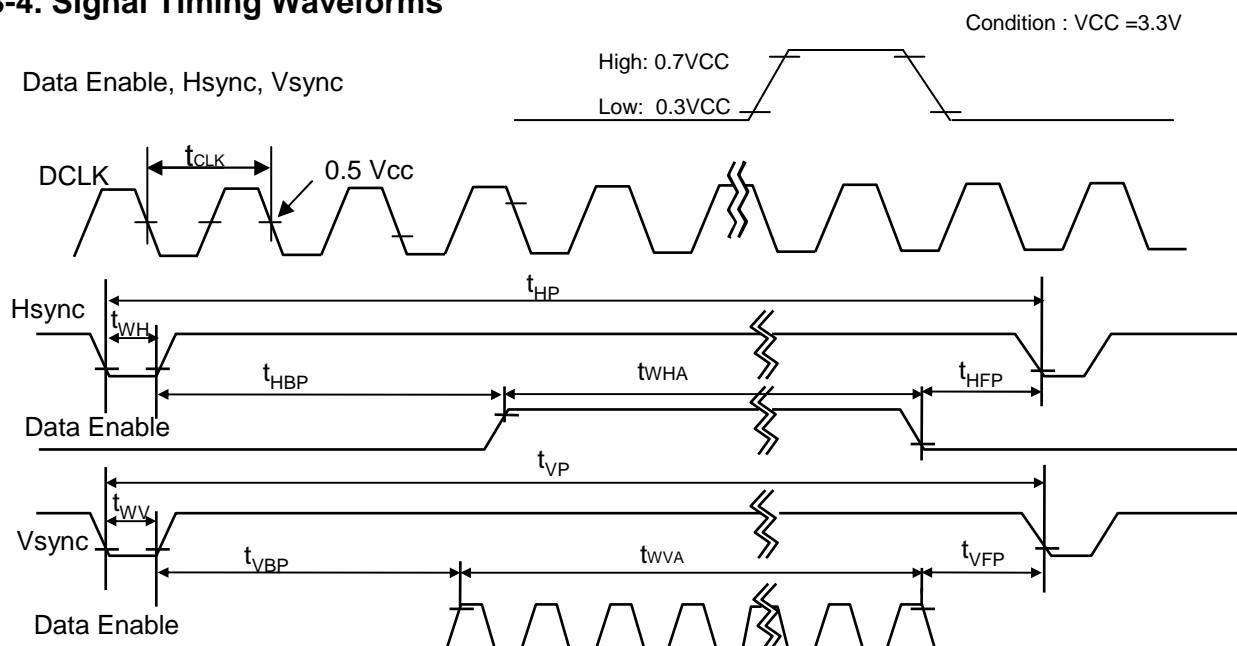 3-4. Signal Timing Waveforms
Condition : VCC =3.3V
Data Enable, Hsync, Vsync
High: 0.7VCC
Low: 0.3VCC
tCLK
0.5 Vcc
DCLK
tHP
Hsync
tWH
tHBP
tWHA
tHFP
Data Enable
tVP
tWV
Vsync
tVBP
tWVA
tVFP
Data Enable